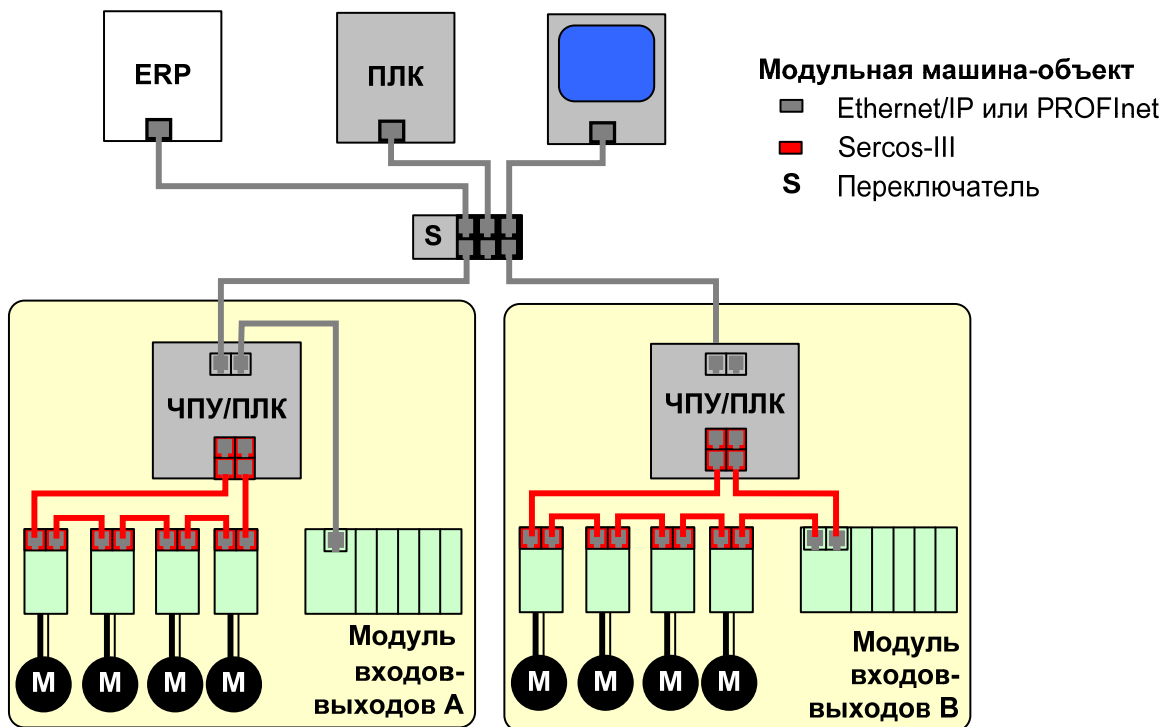 ERP
ПЛК
Модульная машина-объект
Ethernet/IP или PROFInet
Sercos-III
S Переключатель
S
ЧПУ/ПЛК
ЧПУ/ПЛК
Модуль
входов-
выходов А
Модуль
входов-
выходов В
М М М М
М М М М